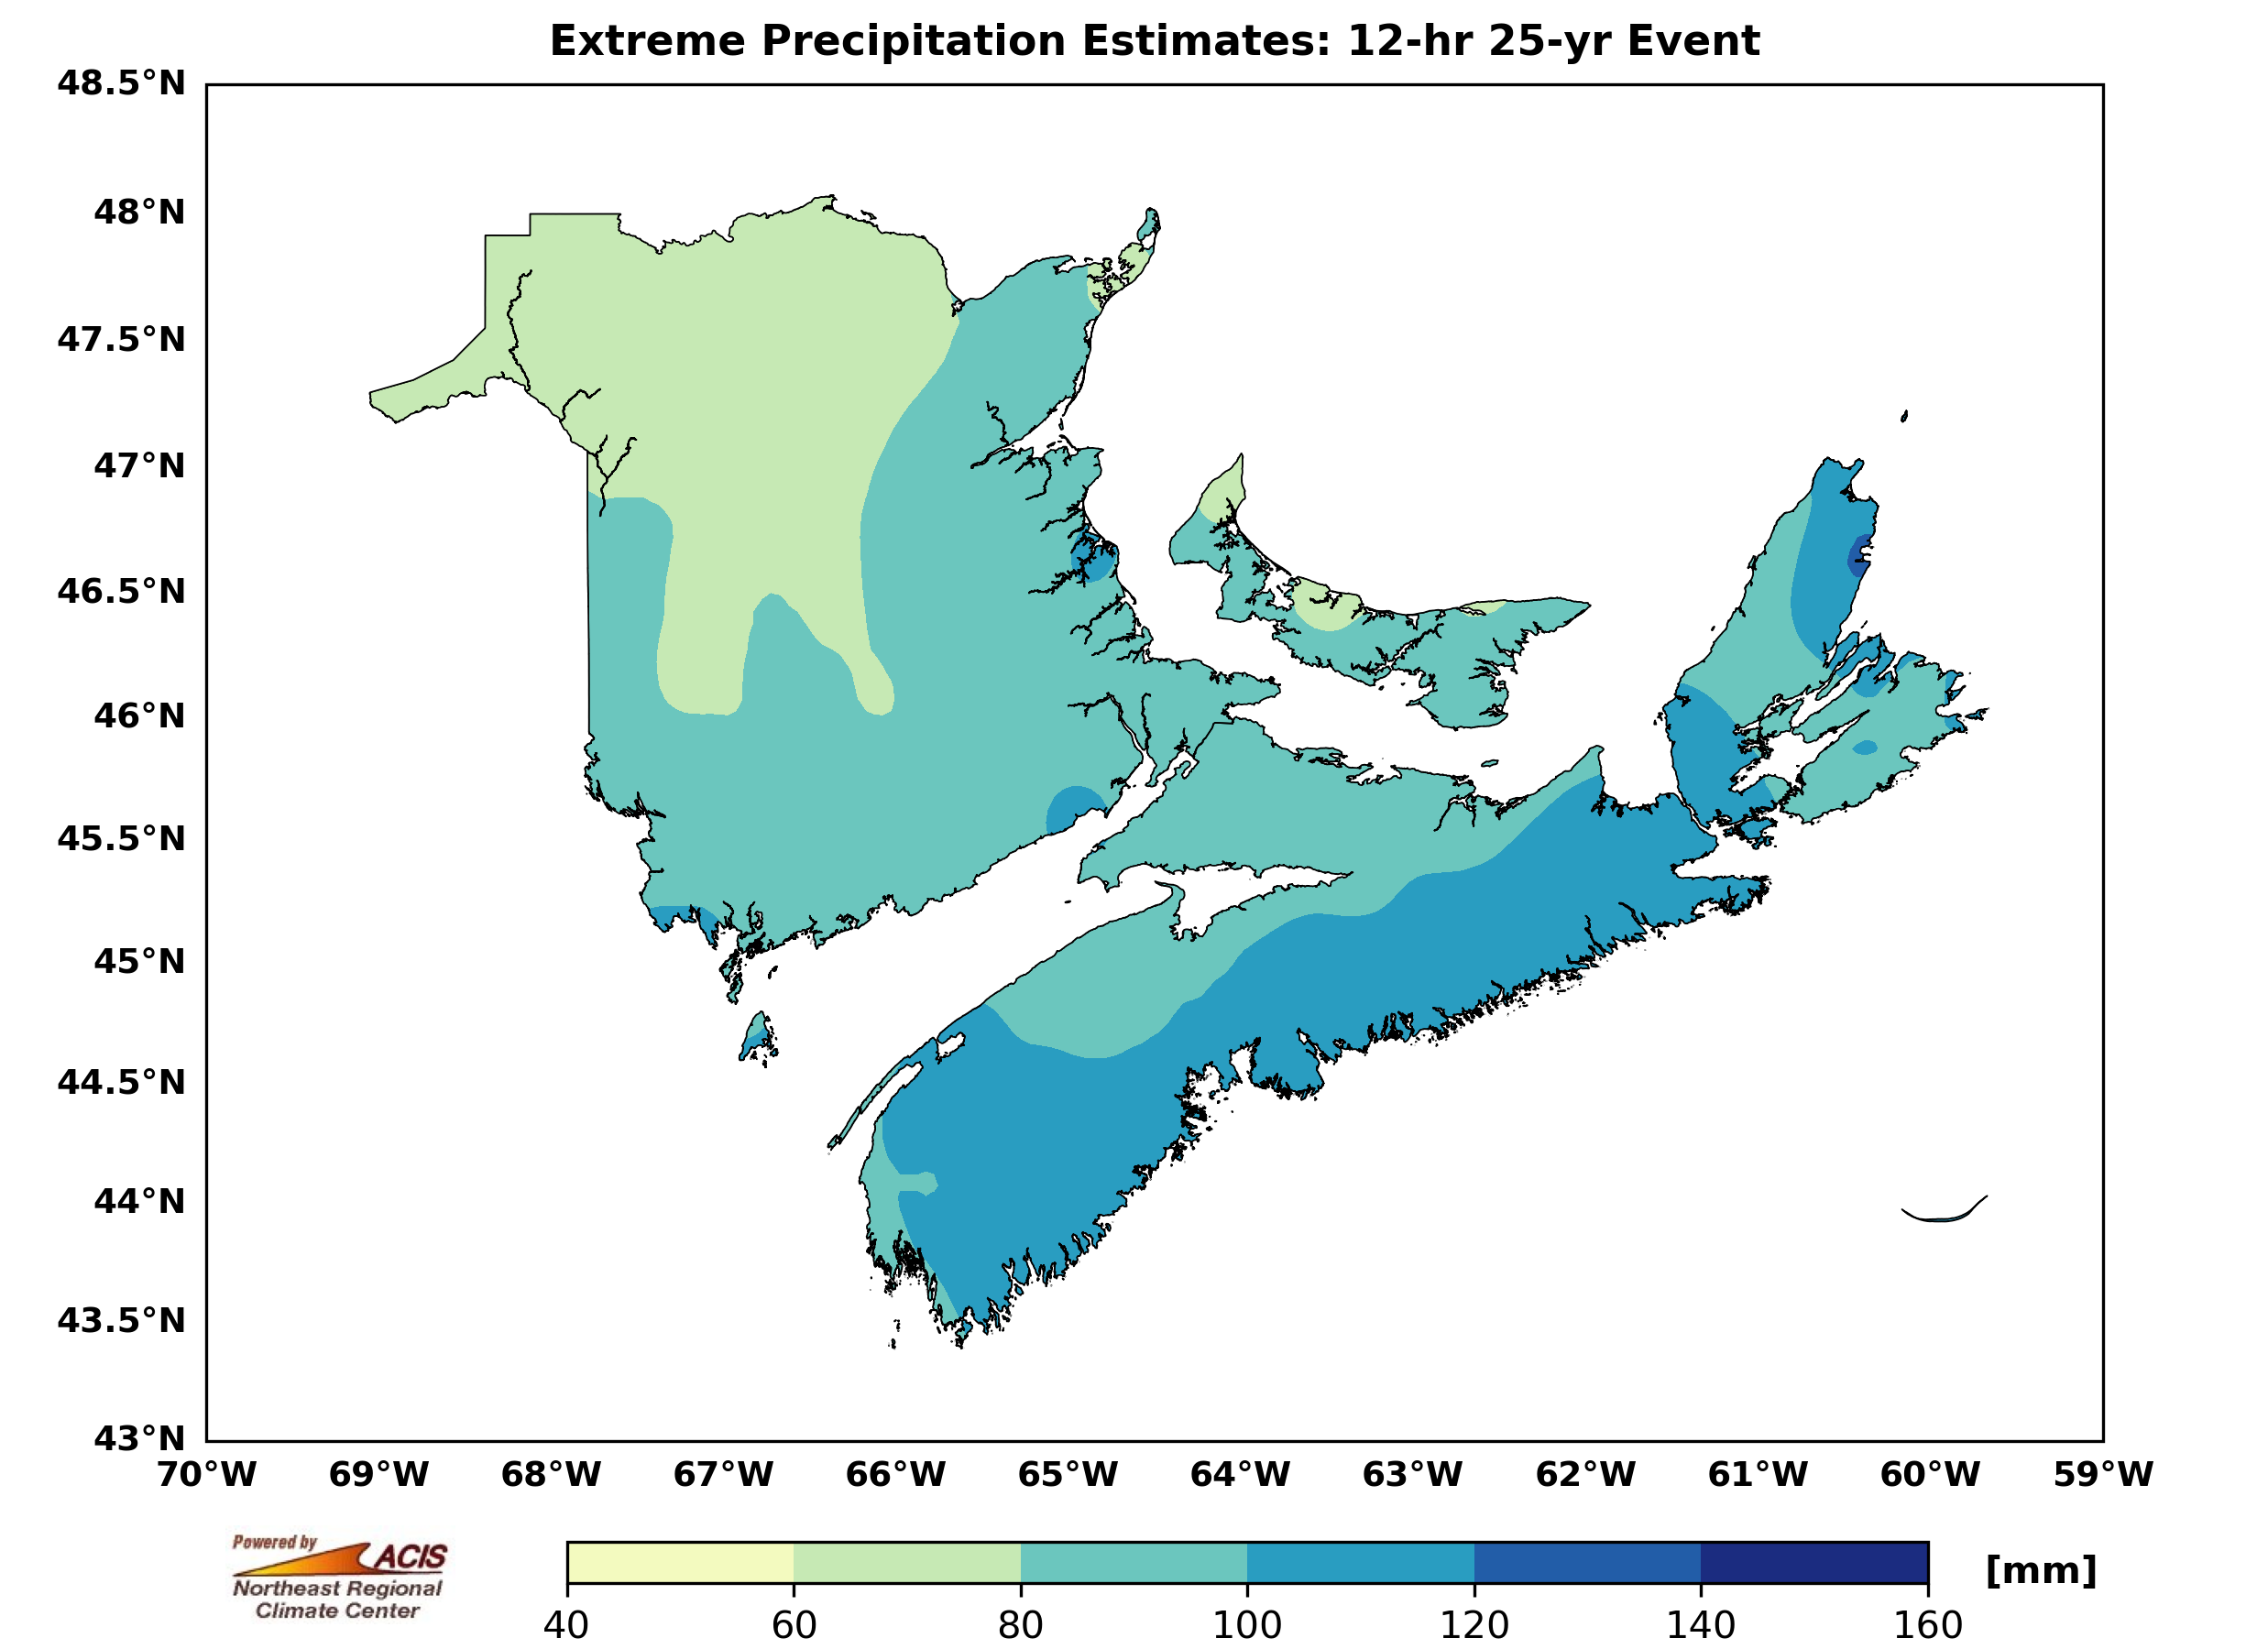 Extreme Precipitation Estimates: 12-hr 25-yr Event
48.5°N
48°N
47.5°N
47°N
46.5°N
46°N
45.5°N
45°N
44.5°N
44°N
43.5°N
43°N
70°W 69°W 68°W 67°W 66°W 65°W 64°W 63°W 62°W 61°W 60°W 59°W
Powered by
ACIS
Northeast Regional
Climate Center
[mm]
40 60 80 100 120 140 160